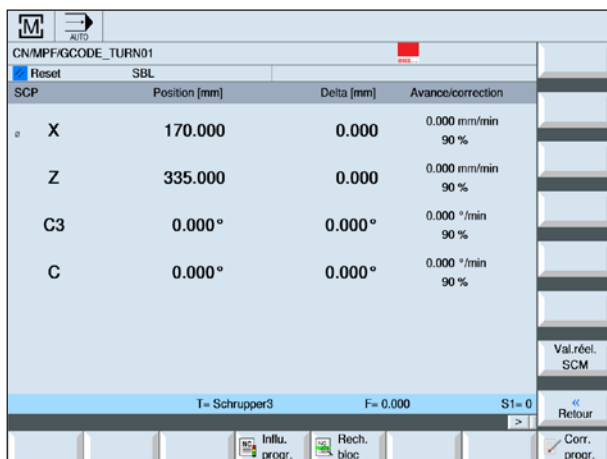 M
AUTO
CN/MPF/GCODE_TURN01
Reset SBL
SCP Position [mm] Delta [mm] Avance/correction
X 170.000 0.000 0.000 mm/min
90 %
Z 335.000 0.000 0.000 mm/min
90 %
C3 0.000° 0.000° 0.000 °/min
90 %
C 0.000° 0.000° 0.000 °/min
90 %
Val.réel.
SCM
T= Schrupper3 F= 0.000 S1= 0
«
Retour
>
NC Influ.
progr.
NC Rech.
bloc
Corr.
progr.